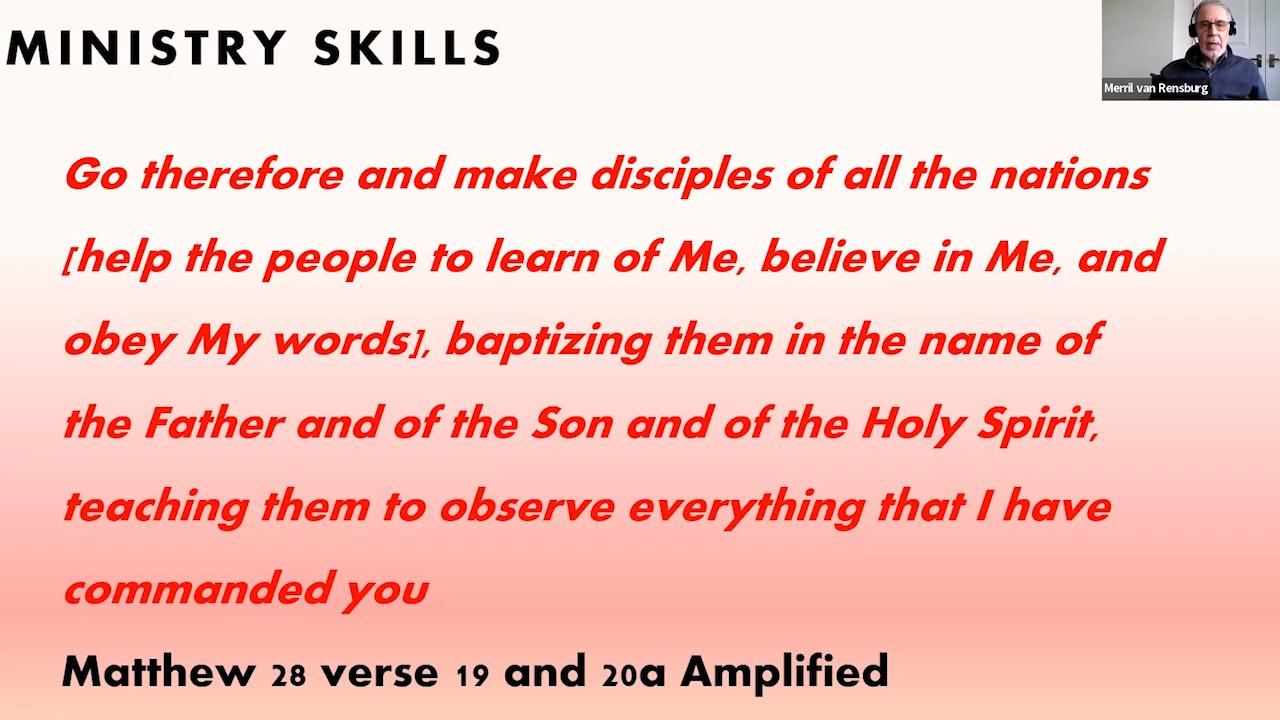 MINISTRY SKILLS
Merril van Rensburg
Go therefore and make disciples of all the nations
[help the people to learn of Me, believe in Me, and
obey My words], baptizing them in the name of
the Father and of the Son and of the Holy Spirit,
teaching them to observe everything that I have
commanded you
Matthew 28 verse 19 and 20a Amplified